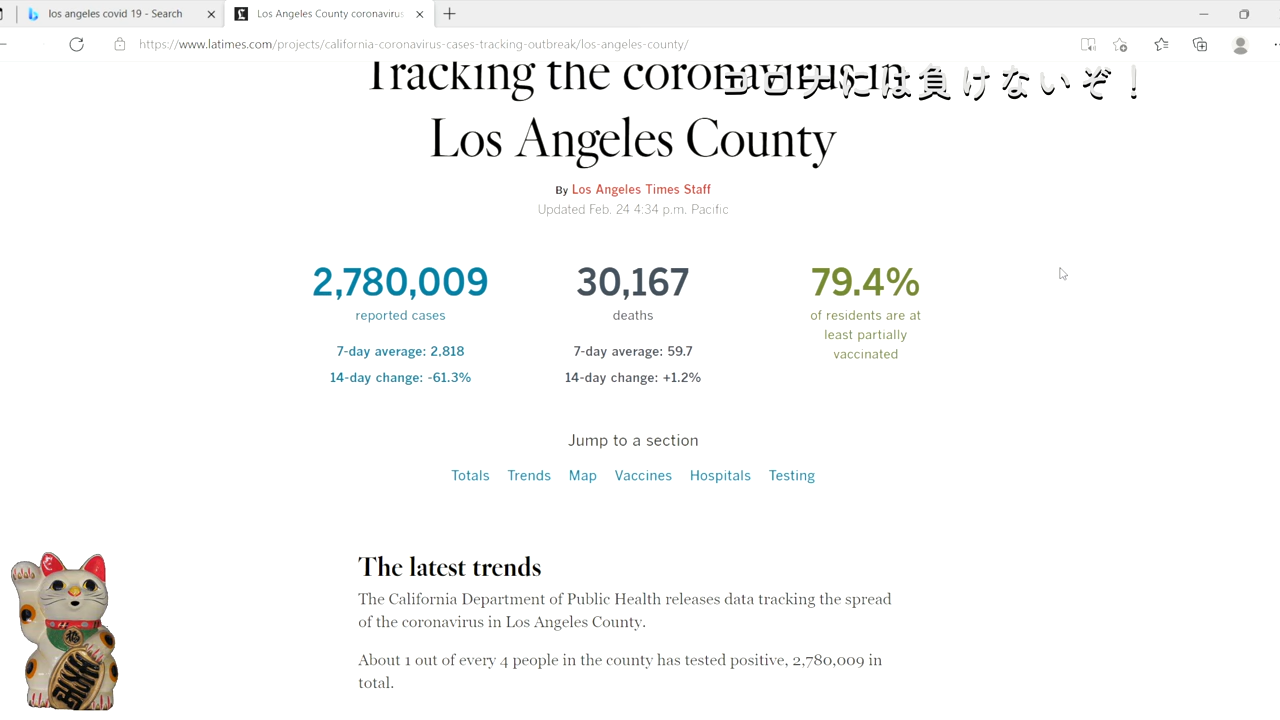 los angeles covid 19 - Search
Los Angeles County coronavirus
https://www.latimes.com/projects/california-coronavirus-cases-tracking-outbreak/los-angeles-county/
Tracking the coronavirus in
コロナには負けないぞ！
Los Angeles County
By Los Angeles Times Staff
Updated Feb. 24 4:34 p.m. Pacific
2,780,009
reported cases
7-day average: 2,818
14-day change: -61.3%
30,167
deaths
7-day average: 59.7
14-day change: +1.2%
79.4%
of residents are at
least partially
vaccinated
Jump to a section
Totals Trends Map Vaccines Hospitals Testing
The latest trends
The California Department of Public Health releases data tracking the spread
of the coronavirus in Los Angeles County.
About 1 out of every 4 people in the county has tested positive, 2,780,009 in
total.